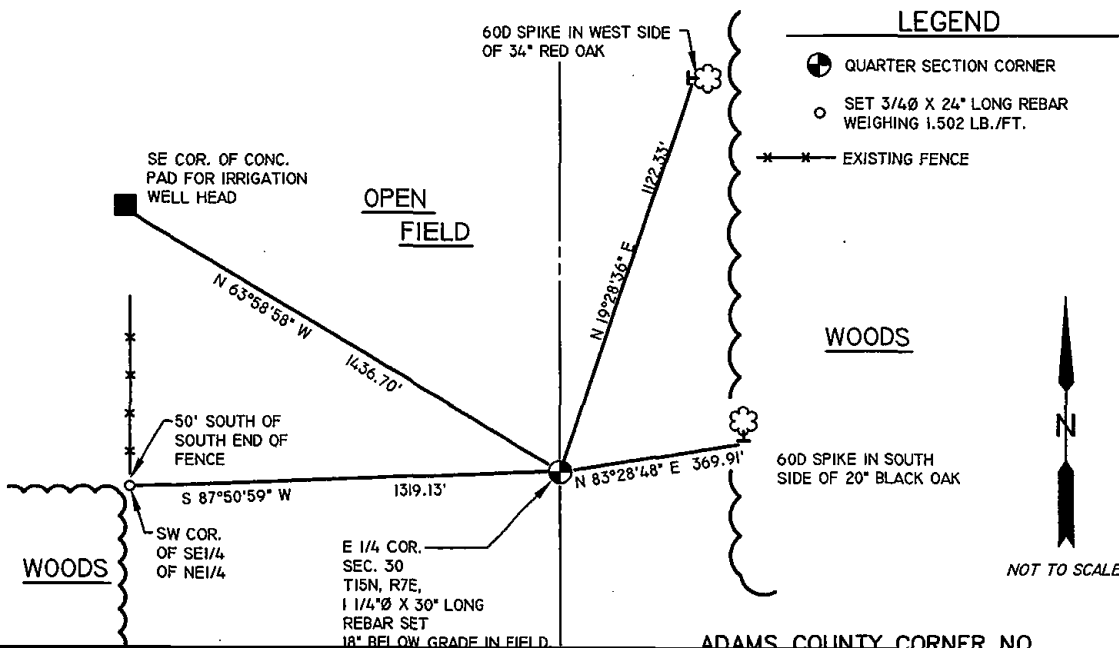 60D SPIKE IN WEST SIDE
OF 34" RED OAK
LEGEND
QUARTER SECTION CORNER
SET 3/4Ø X 24" LONG REBAR
WEIGHING 1.502 LB./FT.
EXISTING FENCE
SE COR. OF CONC.
PAD FOR IRRIGATION
WELL HEAD
OPEN
FIELD
N 63°58'58" W
1436.70'
N 19°28'36" E
1122.33'
WOODS
N
NOT TO SCALE
50' SOUTH OF
SOUTH END OF
FENCE
S 87°50'59" W
1319.13'
N 83°28'48" E 369.91'
60D SPIKE IN SOUTH
SIDE OF 20" BLACK OAK
SW COR.
OF SE1/4
OF NE1/4
WOODS
E 1/4 COR.
SEC. 30
T15N, R7E,
1 1/4"Ø X 30" LONG
REBAR SET
18" BELOW GRADE IN FIELD.
ADAMS COUNTY CORNER NO